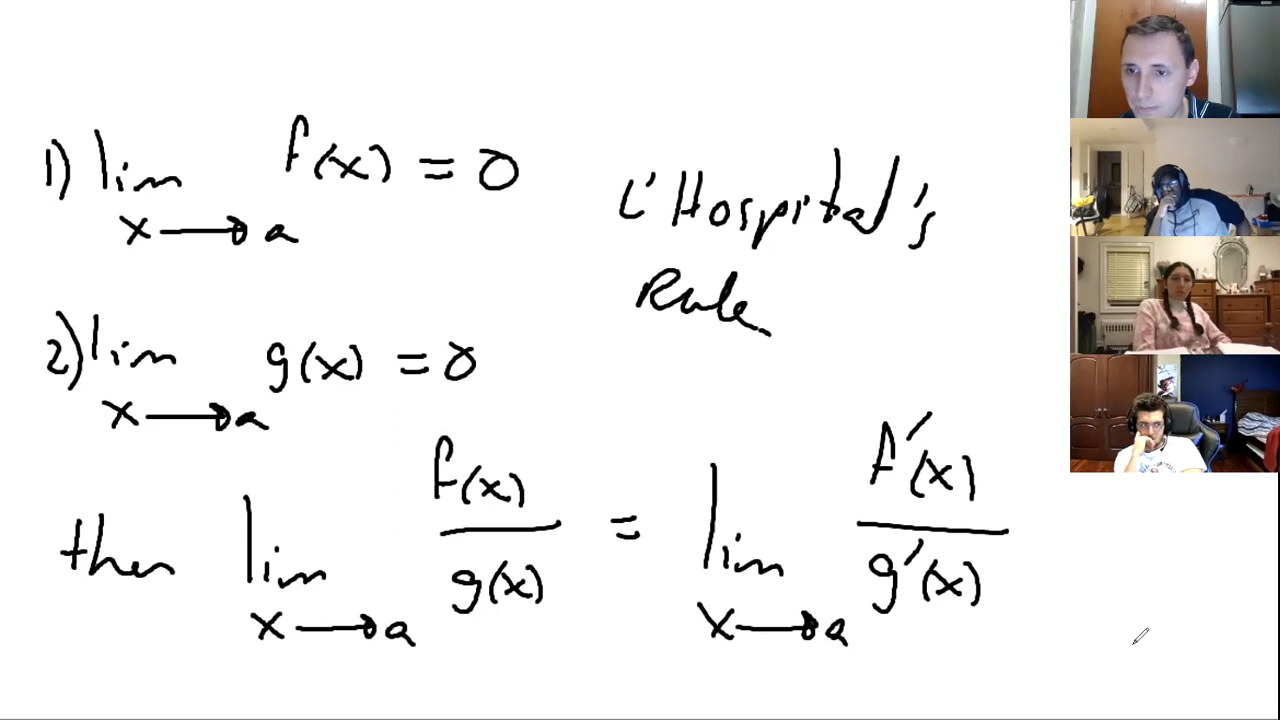 1) lim f(x) = 0
x → a
L'Hospital's
Rule
2) lim g(x) = 0
x → a
then lim f(x)/g(x) = lim f'(x)/g'(x)
x → a x → a